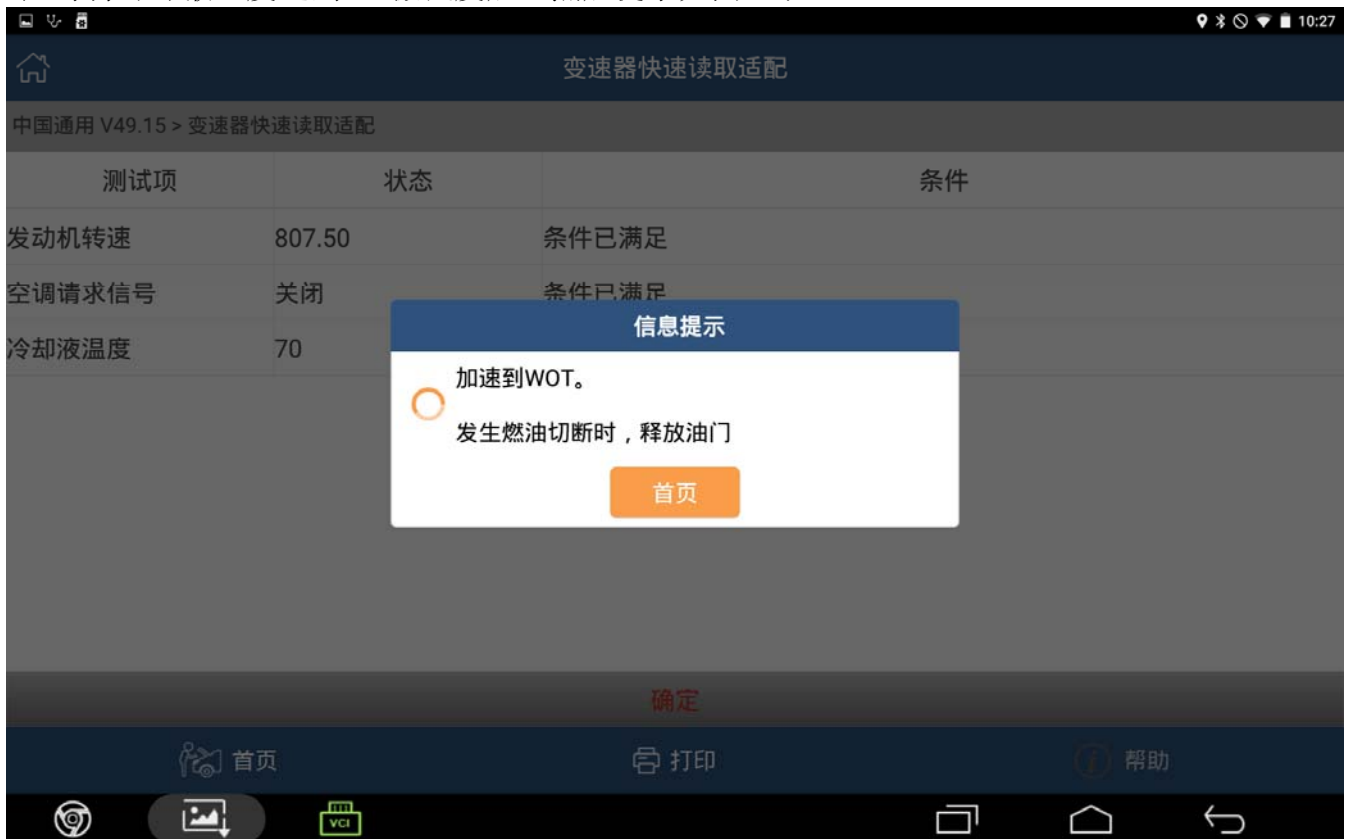 10:27
变速器快速读取适配
中国通用 V49.15 > 变速器快速读取适配
测试项 状态 条件
发动机转速 807.50 条件已满足
空调请求信号 关闭 条件已满足
冷却液温度 70
信息提示
加速到WOT。
发生燃油切断时，释放油门
首页
确定
首页 打印 帮助
VCI